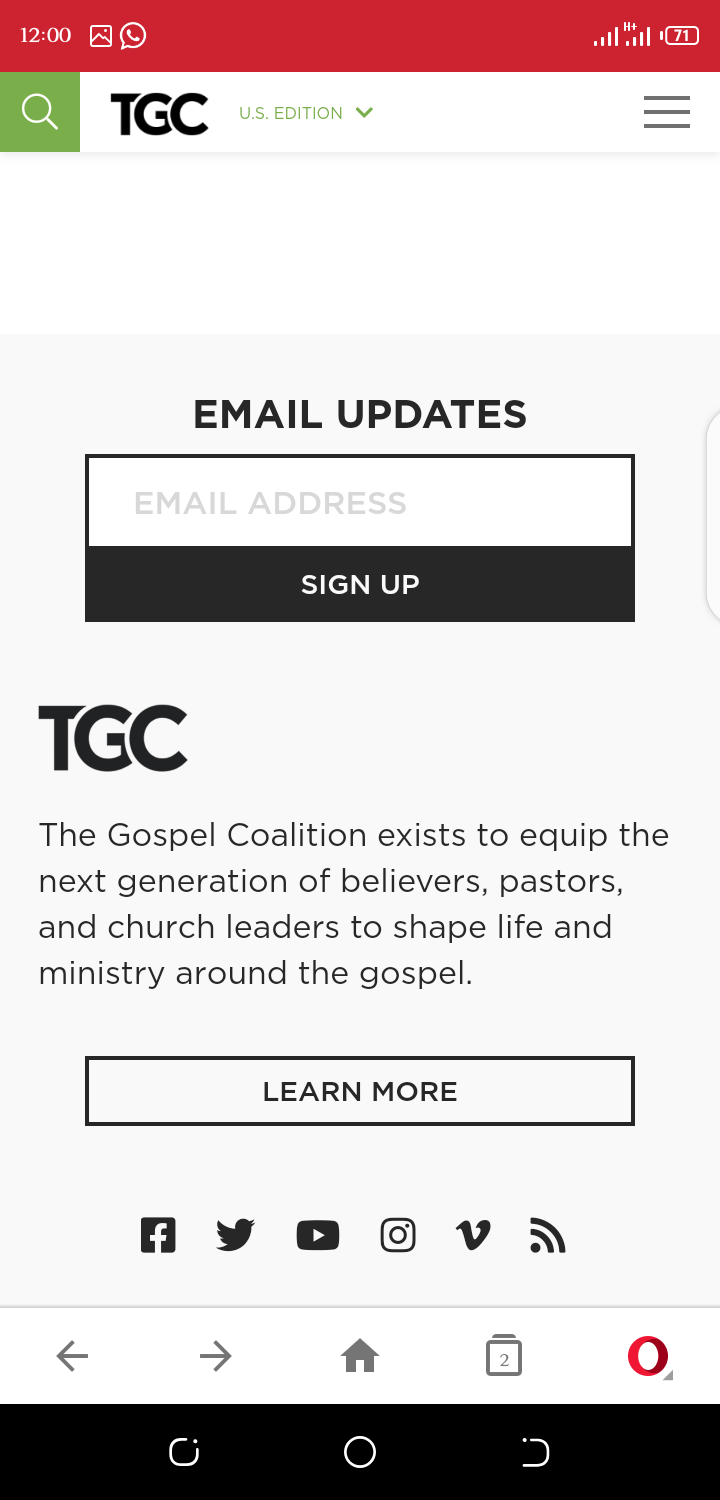 12:00
H+
71
TGC
U.S. EDITION
EMAIL UPDATES
EMAIL ADDRESS
SIGN UP
TGC
The Gospel Coalition exists to equip the
next generation of believers, pastors,
and church leaders to shape life and
ministry around the gospel.
LEARN MORE
2